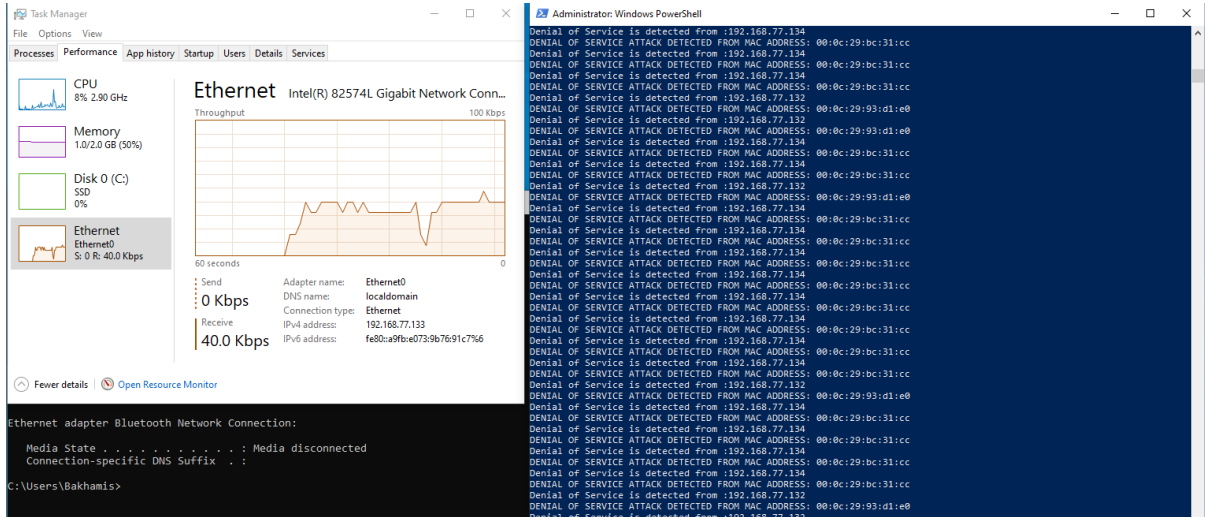 Task Manager
File Options View
Processes Performance App history Startup Users Details Services
CPU
8% 2.90 GHz
Memory
1.0/2.0 GB (50%)
Disk 0 (C:)
SSD
0%
Ethernet
Ethernet0
S: 0 R: 40.0 Kbps
Ethernet Intel(R) 82574L Gigabit Network Conn...
Throughput 100 Kbps
60 seconds 0
Send
0 Kbps
Receive
40.0 Kbps
Adapter name: Ethernet0
DNS name: localdomain
Connection type: Ethernet
IPv4 address: 192.168.77.133
IPv6 address: fe80::a9fb:e073:9b76:91c7%6
Fewer details Open Resource Monitor
Ethernet adapter Bluetooth Network Connection:
Media State . . . . . . . . . . . : Media disconnected
Connection-specific DNS Suffix . :
C:\Users\Bakhamis>
Administrator: Windows PowerShell
Denial of Service is detected from :192.168.77.134
DENIAL OF SERVICE ATTACK DETECTED FROM MAC ADDRESS: 00:0c:29:bc:31:cc
Denial of Service is detected from :192.168.77.134
DENIAL OF SERVICE ATTACK DETECTED FROM MAC ADDRESS: 00:0c:29:bc:31:cc
Denial of Service is detected from :192.168.77.134
DENIAL OF SERVICE ATTACK DETECTED FROM MAC ADDRESS: 00:0c:29:bc:31:cc
Denial of Service is detected from :192.168.77.132
DENIAL OF SERVICE ATTACK DETECTED FROM MAC ADDRESS: 00:0c:29:93:d1:e0
Denial of Service is detected from :192.168.77.132
DENIAL OF SERVICE ATTACK DETECTED FROM MAC ADDRESS: 00:0c:29:93:d1:e0
Denial of Service is detected from :192.168.77.134
DENIAL OF SERVICE ATTACK DETECTED FROM MAC ADDRESS: 00:0c:29:bc:31:cc
Denial of Service is detected from :192.168.77.134
DENIAL OF SERVICE ATTACK DETECTED FROM MAC ADDRESS: 00:0c:29:bc:31:cc
Denial of Service is detected from :192.168.77.132
DENIAL OF SERVICE ATTACK DETECTED FROM MAC ADDRESS: 00:0c:29:93:d1:e0
Denial of Service is detected from :192.168.77.134
DENIAL OF SERVICE ATTACK DETECTED FROM MAC ADDRESS: 00:0c:29:bc:31:cc
Denial of Service is detected from :192.168.77.134
DENIAL OF SERVICE ATTACK DETECTED FROM MAC ADDRESS: 00:0c:29:bc:31:cc
Denial of Service is detected from :192.168.77.134
DENIAL OF SERVICE ATTACK DETECTED FROM MAC ADDRESS: 00:0c:29:bc:31:cc
Denial of Service is detected from :192.168.77.134
DENIAL OF SERVICE ATTACK DETECTED FROM MAC ADDRESS: 00:0c:29:bc:31:cc
Denial of Service is detected from :192.168.77.134
DENIAL OF SERVICE ATTACK DETECTED FROM MAC ADDRESS: 00:0c:29:bc:31:cc
Denial of Service is detected from :192.168.77.134
DENIAL OF SERVICE ATTACK DETECTED FROM MAC ADDRESS: 00:0c:29:bc:31:cc
Denial of Service is detected from :192.168.77.134
DENIAL OF SERVICE ATTACK DETECTED FROM MAC ADDRESS: 00:0c:29:bc:31:cc
Denial of Service is detected from :192.168.77.134
DENIAL OF SERVICE ATTACK DETECTED FROM MAC ADDRESS: 00:0c:29:bc:31:cc
Denial of Service is detected from :192.168.77.132
DENIAL OF SERVICE ATTACK DETECTED FROM MAC ADDRESS: 00:0c:29:93:d1:e0
Denial of Service is detected from :192.168.77.134
DENIAL OF SERVICE ATTACK DETECTED FROM MAC ADDRESS: 00:0c:29:bc:31:cc
Denial of Service is detected from :192.168.77.134
DENIAL OF SERVICE ATTACK DETECTED FROM MAC ADDRESS: 00:0c:29:bc:31:cc
Denial of Service is detected from :192.168.77.134
DENIAL OF SERVICE ATTACK DETECTED FROM MAC ADDRESS: 00:0c:29:bc:31:cc
Denial of Service is detected from :192.168.77.134
DENIAL OF SERVICE ATTACK DETECTED FROM MAC ADDRESS: 00:0c:29:bc:31:cc
Denial of Service is detected from :192.168.77.132
DENIAL OF SERVICE ATTACK DETECTED FROM MAC ADDRESS: 00:0c:29:93:d1:e0
Denial of Service is detected from :192.168.77.132